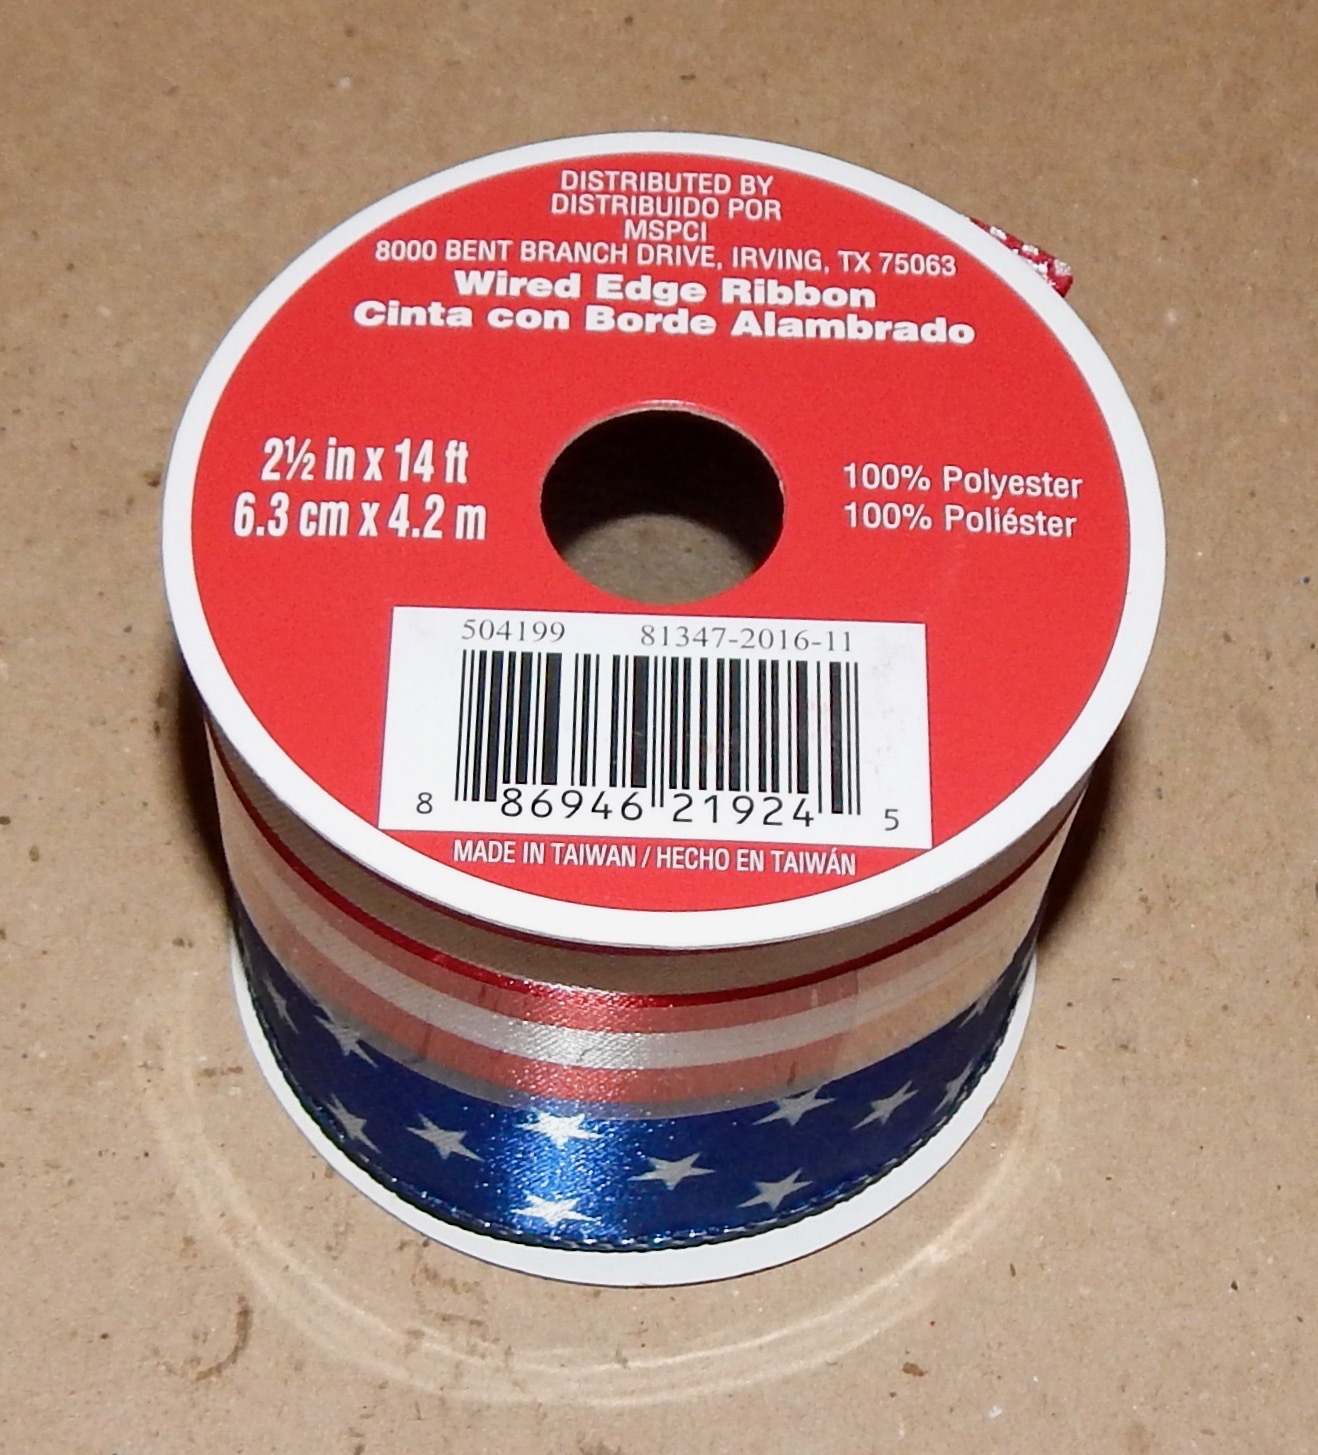 DISTRIBUTED BY
DISTRIBUIDO POR
MSPCI
8000 BENT BRANCH DRIVE, IRVING, TX 75063
Wired Edge Ribbon
Cinta con Borde Alambrado
2½ in x 14 ft
6.3 cm x 4.2 m
100% Polyester
100% Poliéster
504199 81347-2016-11
8 86946 21924 5
MADE IN TAIWAN / HECHO EN TAIWÁN